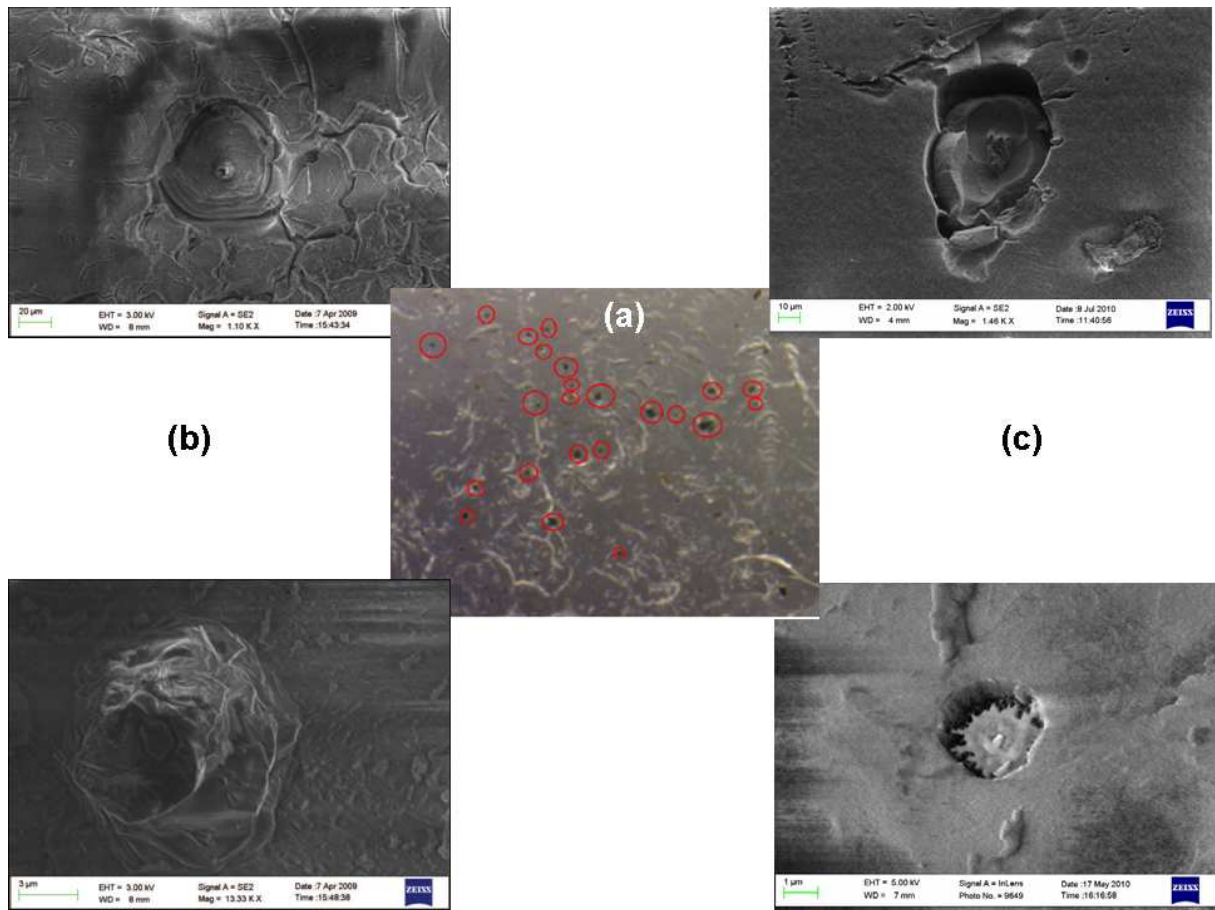 20 µm
EHT = 3.00 kV
WD = 8 mm
Signal A = SE2
Mag = 1.10 K X
Date :7 Apr 2009
Time :15:43:34
10 µm
EHT = 2.00 kV
WD = 4 mm
Signal A = SE2
Mag = 1.46 K X
Date :8 Jul 2010
Time :11:40:56
ZEISS
(a)
(b)
(c)
3 µm
EHT = 3.00 kV
WD = 8 mm
Signal A = SE2
Mag = 13.33 K X
Date :7 Apr 2009
Time :15:48:38
ZEISS
1 µm
EHT = 5.00 kV
WD = 7 mm
Signal A = InLens
Photo No. = 9649
Date :17 May 2010
Time :16:16:58
ZEISS